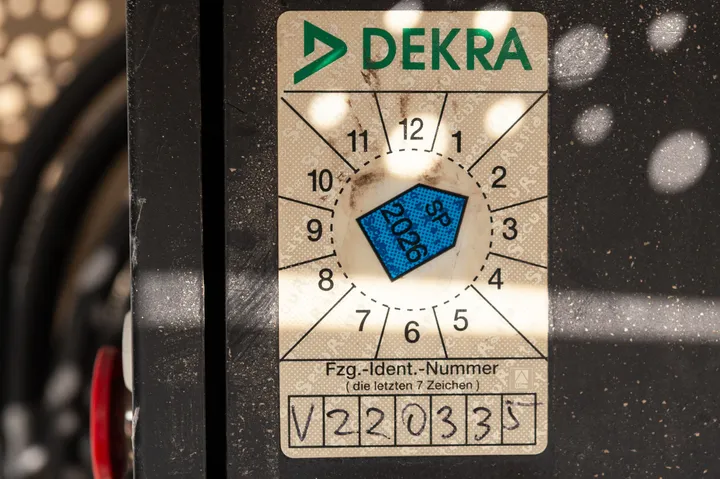 DEKRA
12
11 1
10 2
9 3
8 4
7 5
6
SP
2026
Fzg.-Ident.-Nummer
( die letzten 7 Zeichen )
V220335